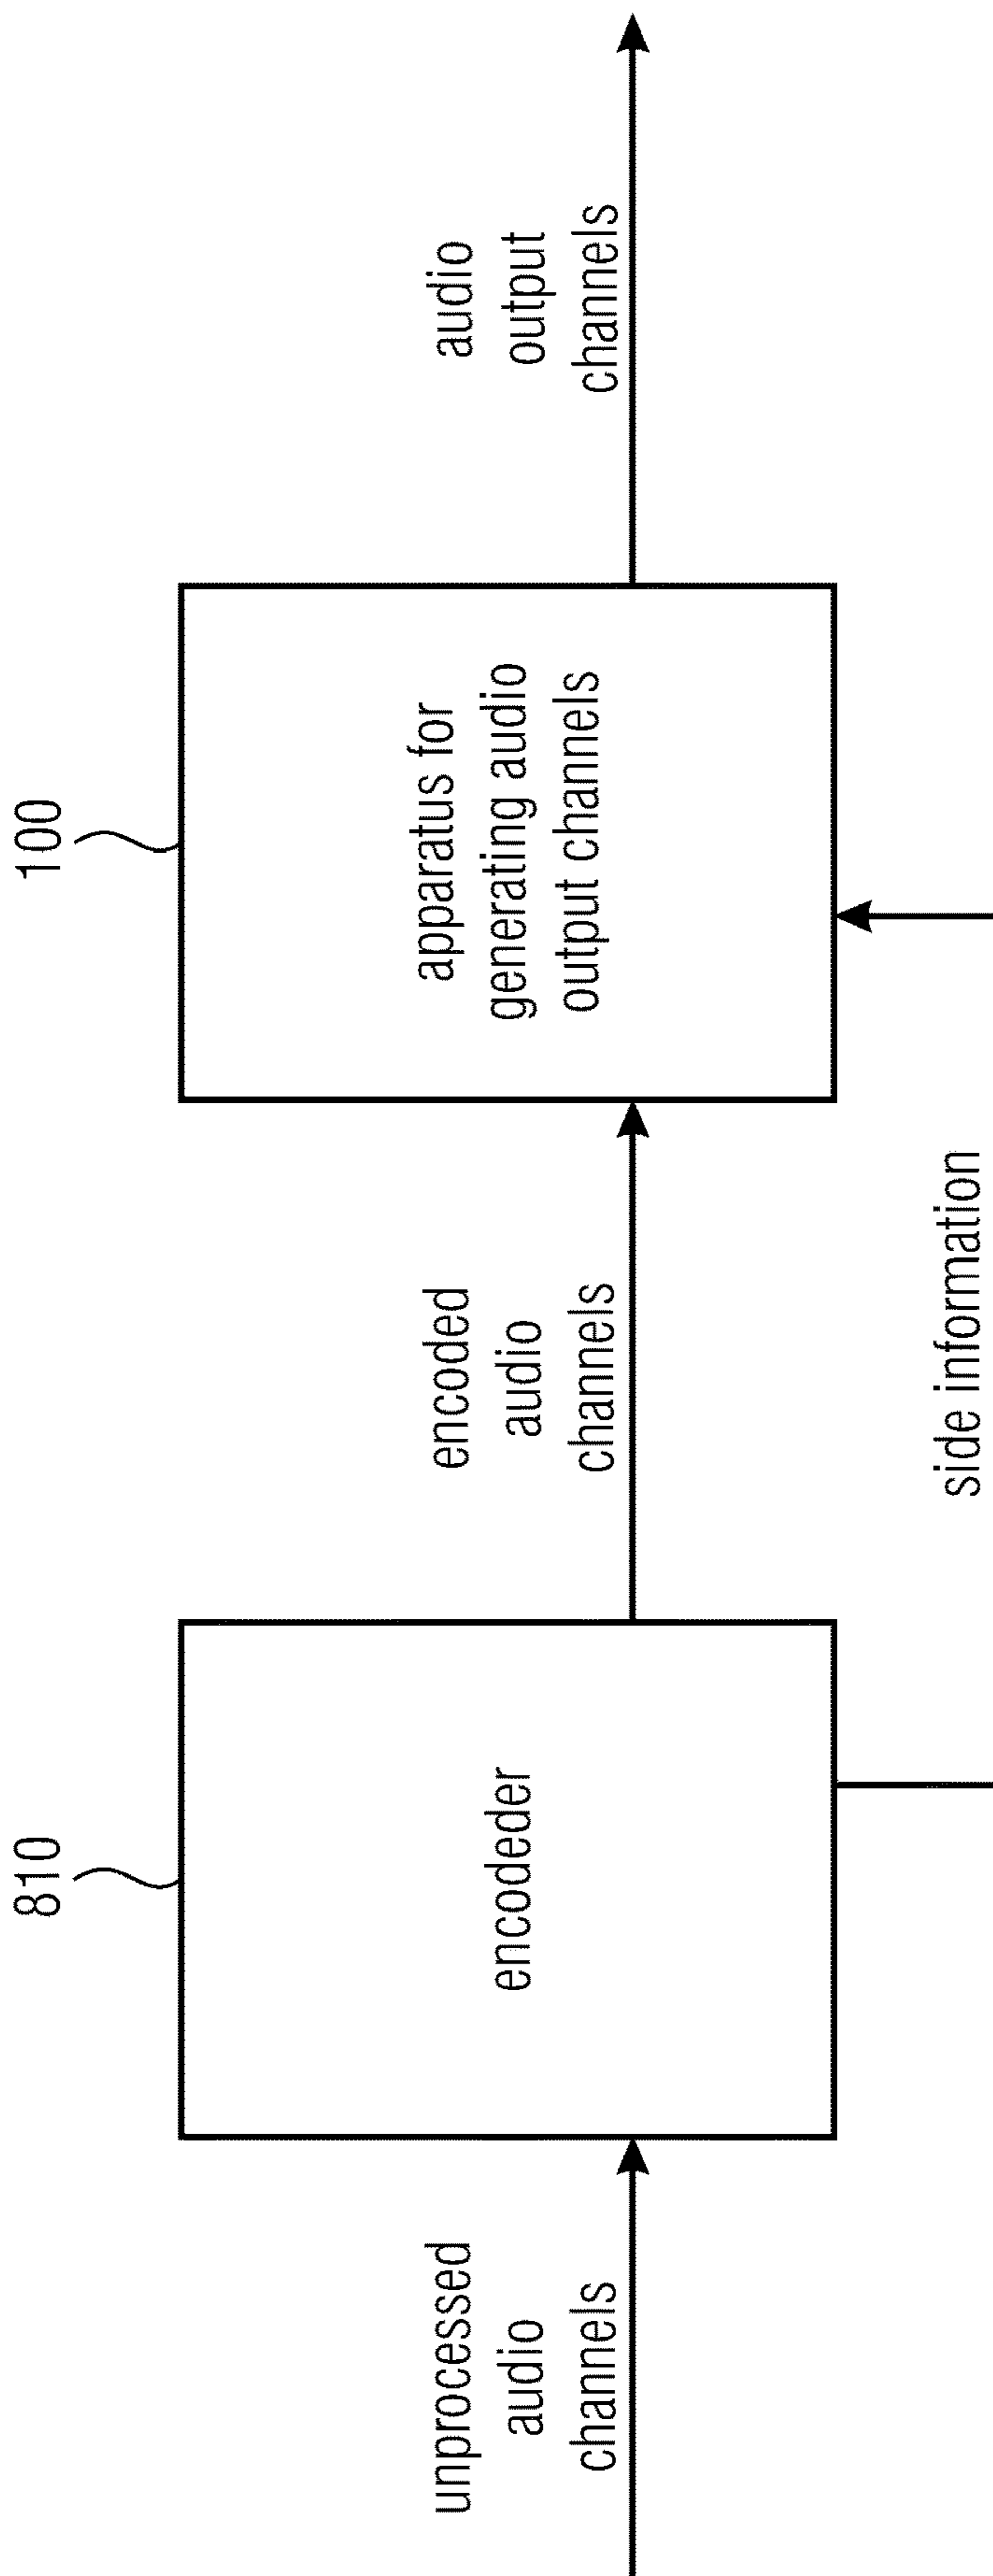 810
100
unprocessed
audio
channels
encodeder
encoded
audio
channels
apparatus for
generating audio
output channels
audio
output
channels
side information